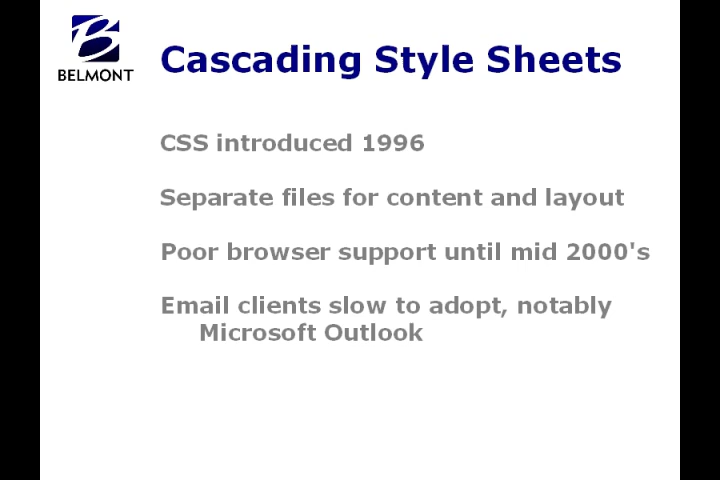 BELMONT
Cascading Style Sheets
CSS introduced 1996
Separate files for content and layout
Poor browser support until mid 2000's
Email clients slow to adopt, notably
Microsoft Outlook